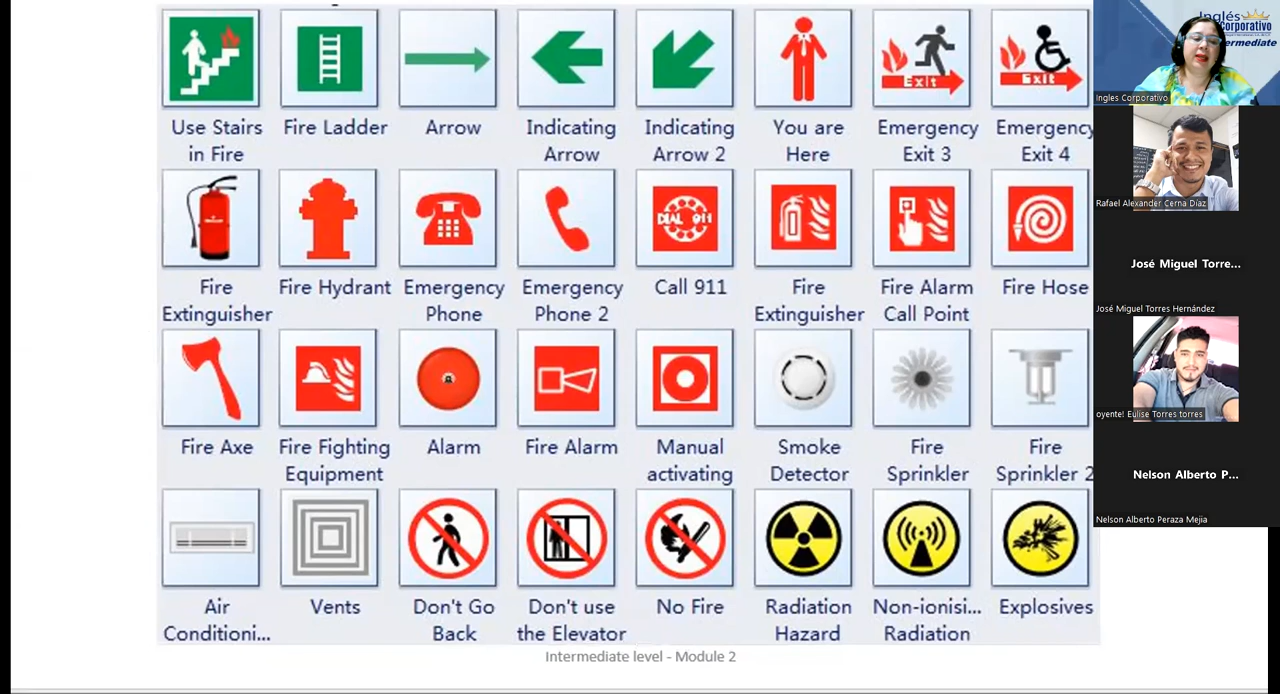 Use Stairs
in Fire
Fire Ladder
Arrow
Indicating
Arrow
Indicating
Arrow 2
You are
Here
Exit
Emergency
Exit 3
Exit
Emergency
Exit 4
Fire
Extinguisher
Fire Hydrant
Emergency
Phone
Emergency
Phone 2
DIAL 911
Call 911
Fire
Extinguisher
Fire Alarm
Call Point
Fire Hose
Fire Axe
Fire Fighting
Equipment
Alarm
Fire Alarm
Manual
activating
Smoke
Detector
Fire
Sprinkler
Fire
Sprinkler 2
Air
Conditioni...
Vents
Don't Go
Back
Don't use
the Elevator
No Fire
Radiation
Hazard
Non-ionisi...
Radiation
Explosives
Intermediate level - Module 2
Inglés
Corporativo
Ingles Corporativo
Rafael Alexander Cerna Díaz
José Miguel Torre...
José Miguel Torres Hernández
oyente! Eulise Torres torres
Nelson Alberto P...
Nelson Alberto Peraza Mejia